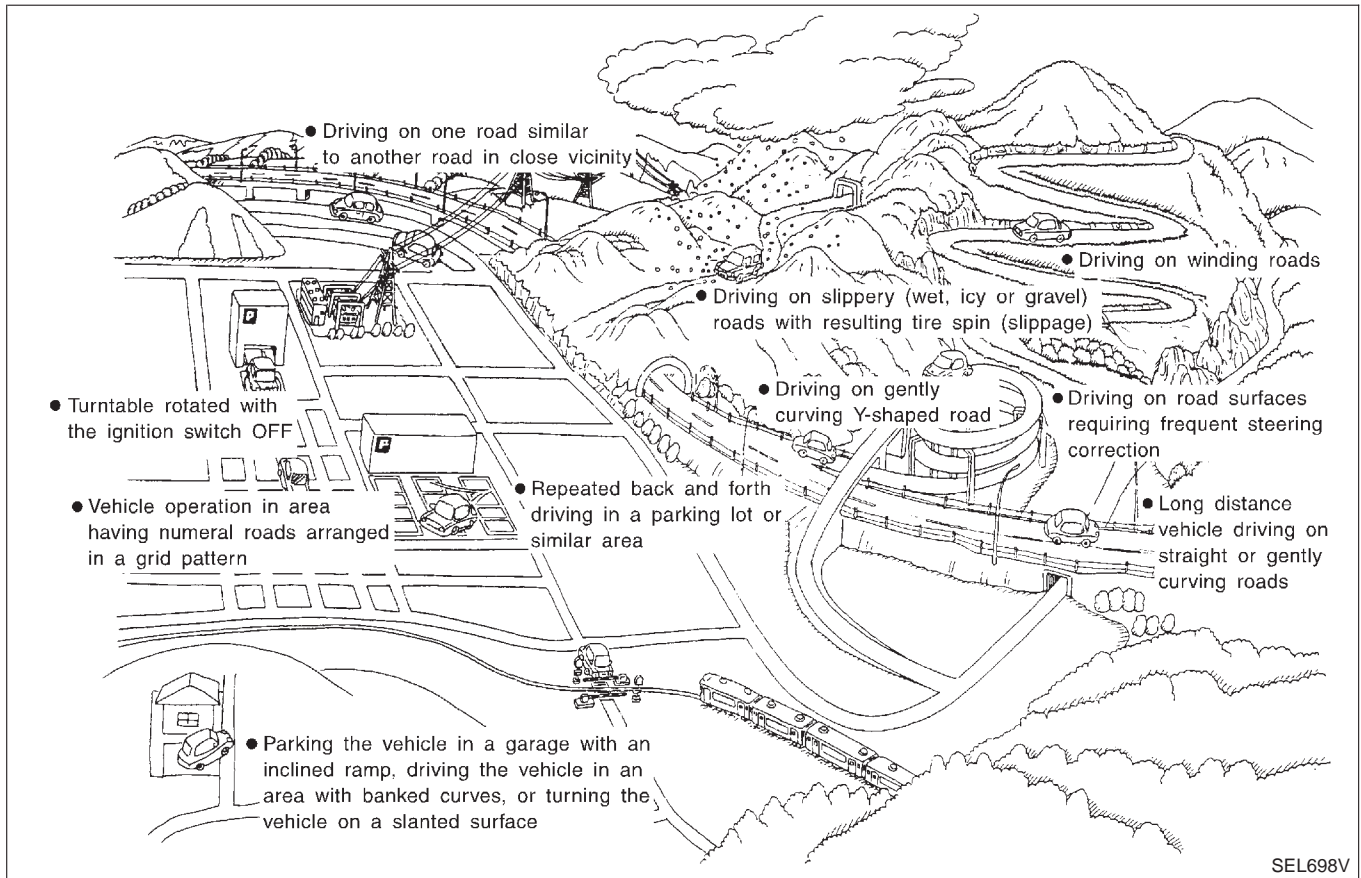 ● Driving on one road similar
to another road in close vicinity
● Driving on winding roads
● Driving on slippery (wet, icy or gravel)
roads with resulting tire spin (slippage)
P
● Turntable rotated with
the ignition switch OFF
● Driving on gently
curving Y-shaped road
● Driving on road surfaces
requiring frequent steering
correction
P
● Vehicle operation in area
having numeral roads arranged
in a grid pattern
● Repeated back and forth
driving in a parking lot or
similar area
● Long distance
vehicle driving on
straight or gently
curving roads
● Parking the vehicle in a garage with an
inclined ramp, driving the vehicle in an
area with banked curves, or turning the
vehicle on a slanted surface
SEL698V